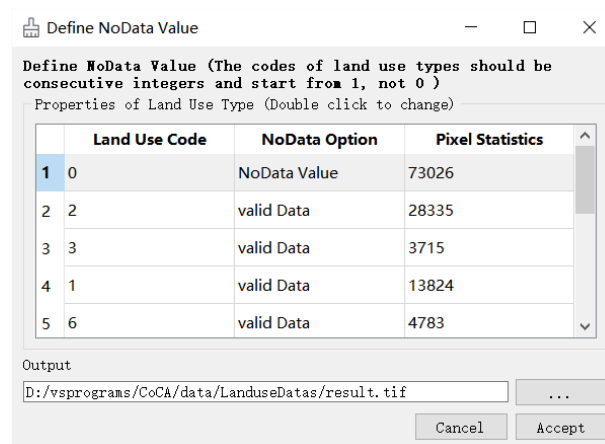 Define NoData Value
Define NoData Value (The codes of land use types should be
consecutive integers and start from 1, not 0 )
Properties of Land Use Type (Double click to change)
Land Use Code NoData Option Pixel Statistics
1 0 NoData Value 73026
2 2 valid Data 28335
3 3 valid Data 3715
4 1 valid Data 13824
5 6 valid Data 4783
Output
D:/vsprograms/CoCA/data/LanduseDatas/result.tif ...
Cancel Accept